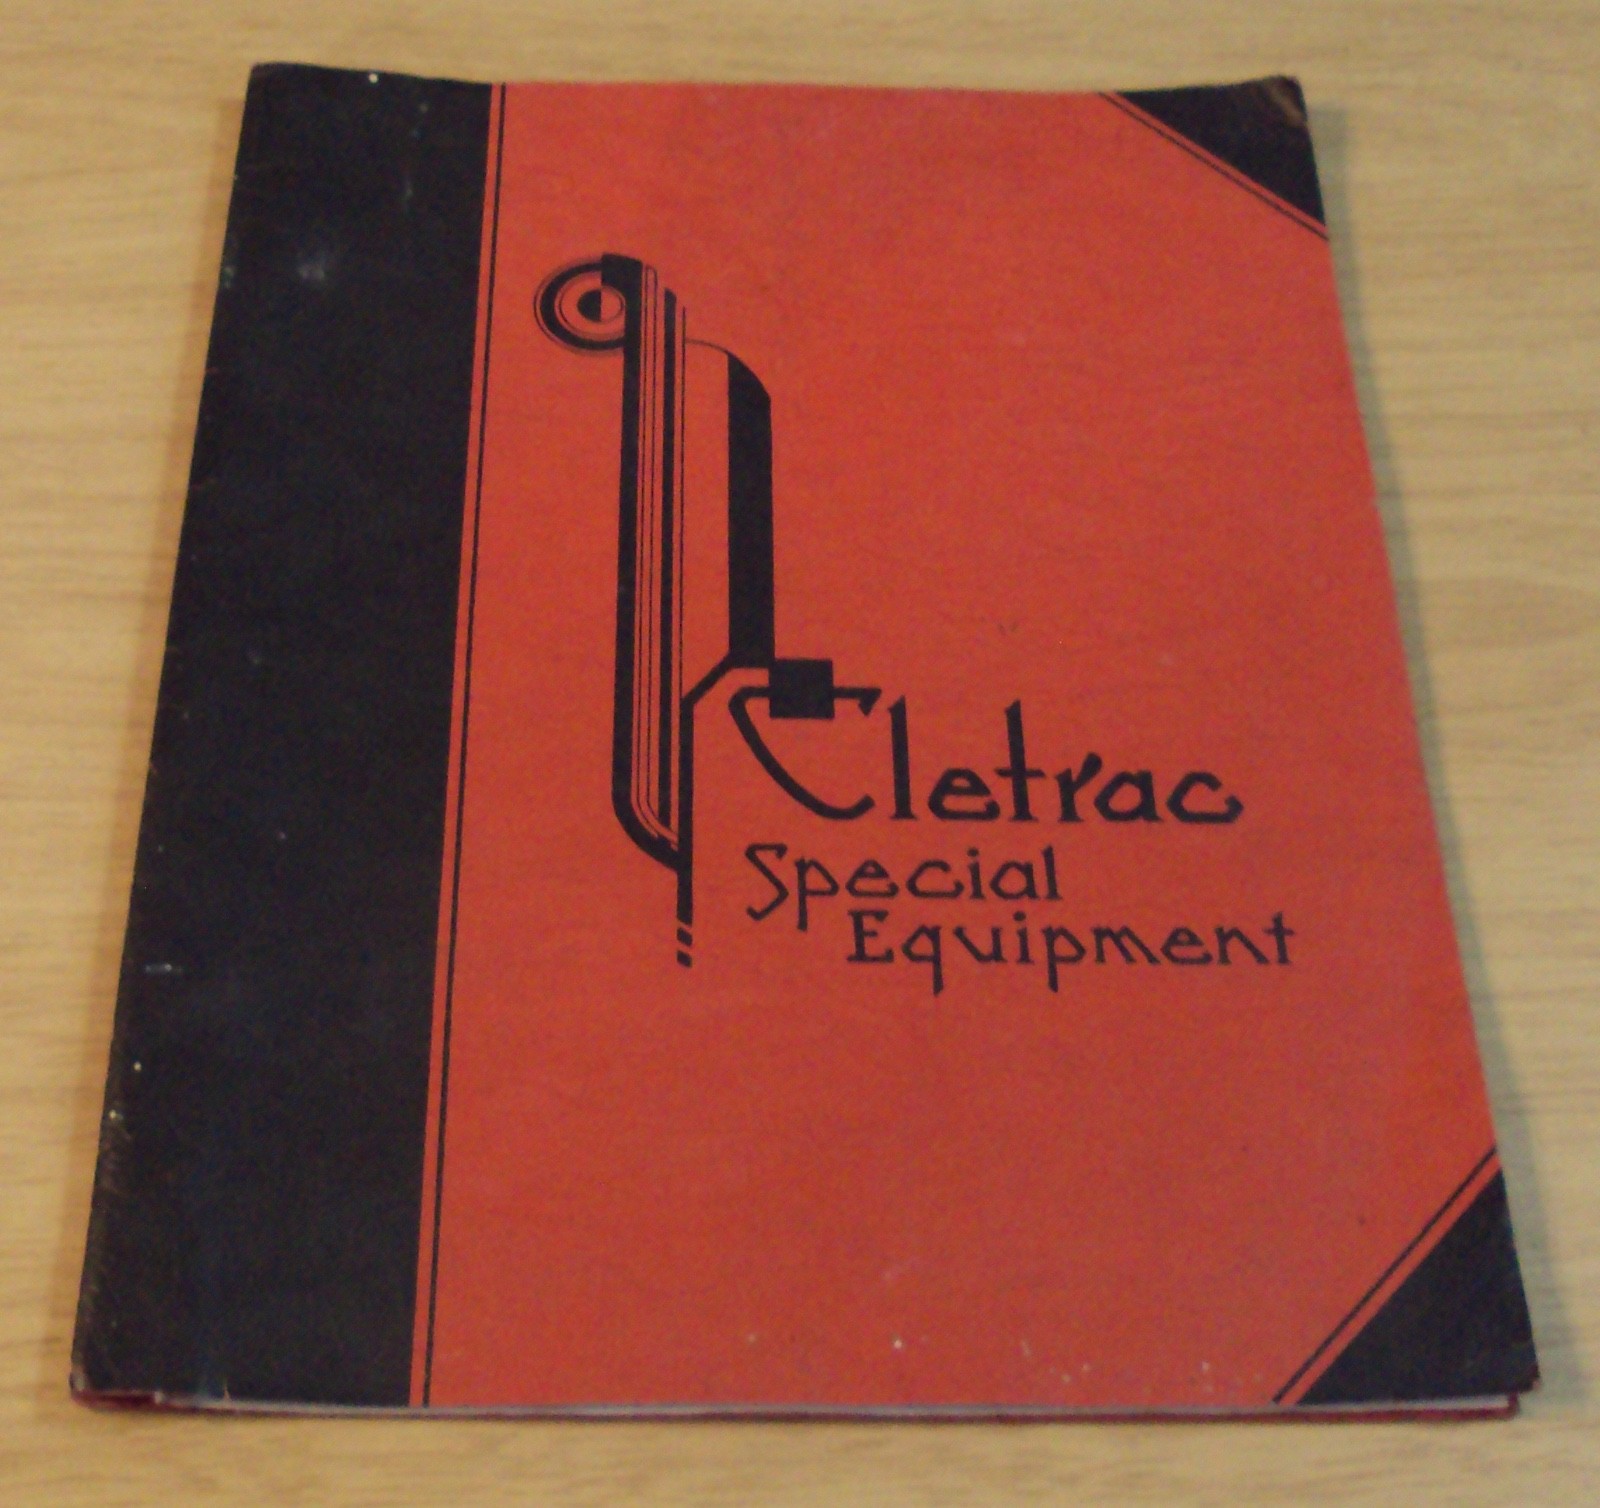 Cletrac
Special
Equipment